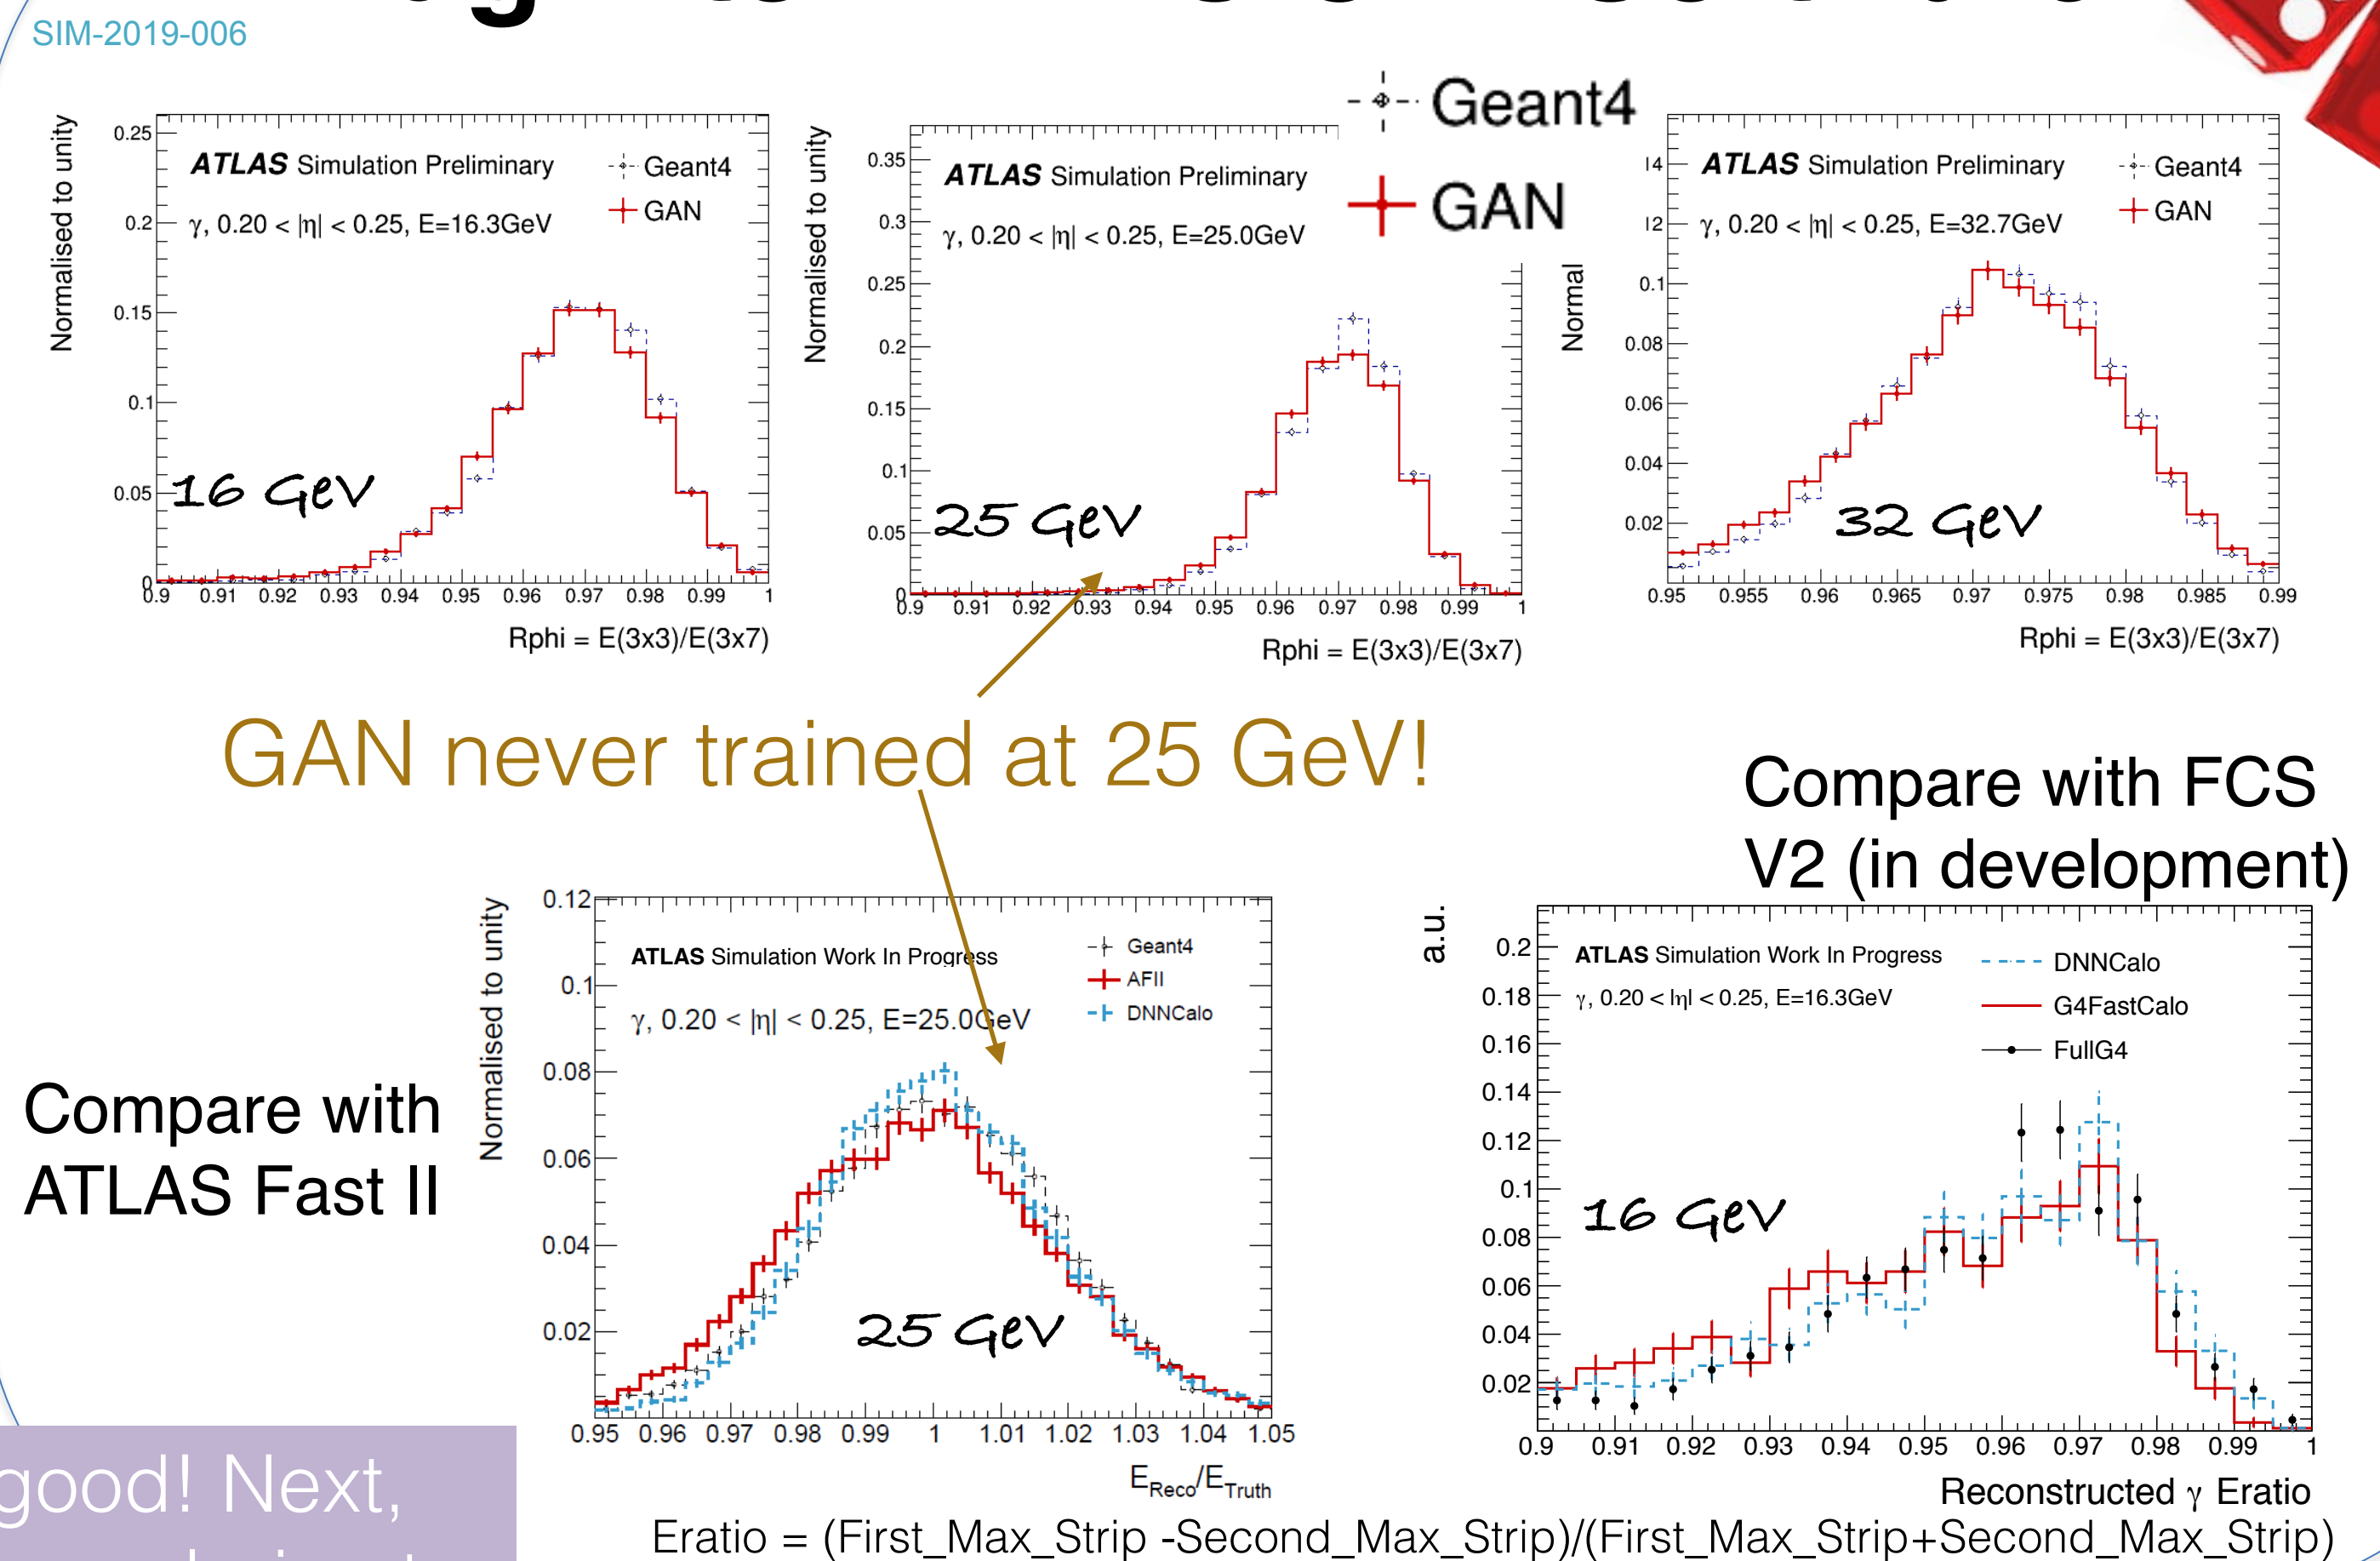 SIM-2019-006
Normalised to unity
ATLAS Simulation Preliminary
γ, 0.20 < |η| < 0.25, E=16.3GeV
Geant4
GAN
0.25
0.2
0.15
0.1
0.05
0
16 GeV
0.9 0.91 0.92 0.93 0.94 0.95 0.96 0.97 0.98 0.99 1
Rphi = E(3x3)/E(3x7)
Normalised to unity
ATLAS Simulation Preliminary
γ, 0.20 < |η| < 0.25, E=25.0GeV
Geant4
GAN
0.35
0.3
0.25
0.2
0.15
0.1
0.05
0
25 GeV
0.9 0.91 0.92 0.93 0.94 0.95 0.96 0.97 0.98 0.99 1
Rphi = E(3x3)/E(3x7)
Normal
ATLAS Simulation Preliminary
γ, 0.20 < |η| < 0.25, E=32.7GeV
Geant4
GAN
14
12
0.1
0.08
0.06
0.04
0.02
32 GeV
0.95 0.955 0.96 0.965 0.97 0.975 0.98 0.985 0.99
Rphi = E(3x3)/E(3x7)
GAN never trained at 25 GeV!
Compare with FCS
V2 (in development)
Compare with
ATLAS Fast II
Normalised to unity
ATLAS Simulation Work In Progress
γ, 0.20 < |η| < 0.25, E=25.0GeV
Geant4
AFII
DNNCalo
0.12
0.1
0.08
0.06
0.04
0.02
25 GeV
0.95 0.96 0.97 0.98 0.99 1 1.01 1.02 1.03 1.04 1.05
E_Reco/E_Truth
a.u.
ATLAS Simulation Work In Progress
γ, 0.20 < |η| < 0.25, E=16.3GeV
DNNCalo
G4FastCalo
FullG4
0.2
0.18
0.16
0.14
0.12
0.1
0.08
0.06
0.04
0.02
16 GeV
0.9 0.91 0.92 0.93 0.94 0.95 0.96 0.97 0.98 0.99 1
Reconstructed γ Eratio
Eratio = (First_Max_Strip -Second_Max_Strip)/(First_Max_Strip+Second_Max_Strip)
good! Next,